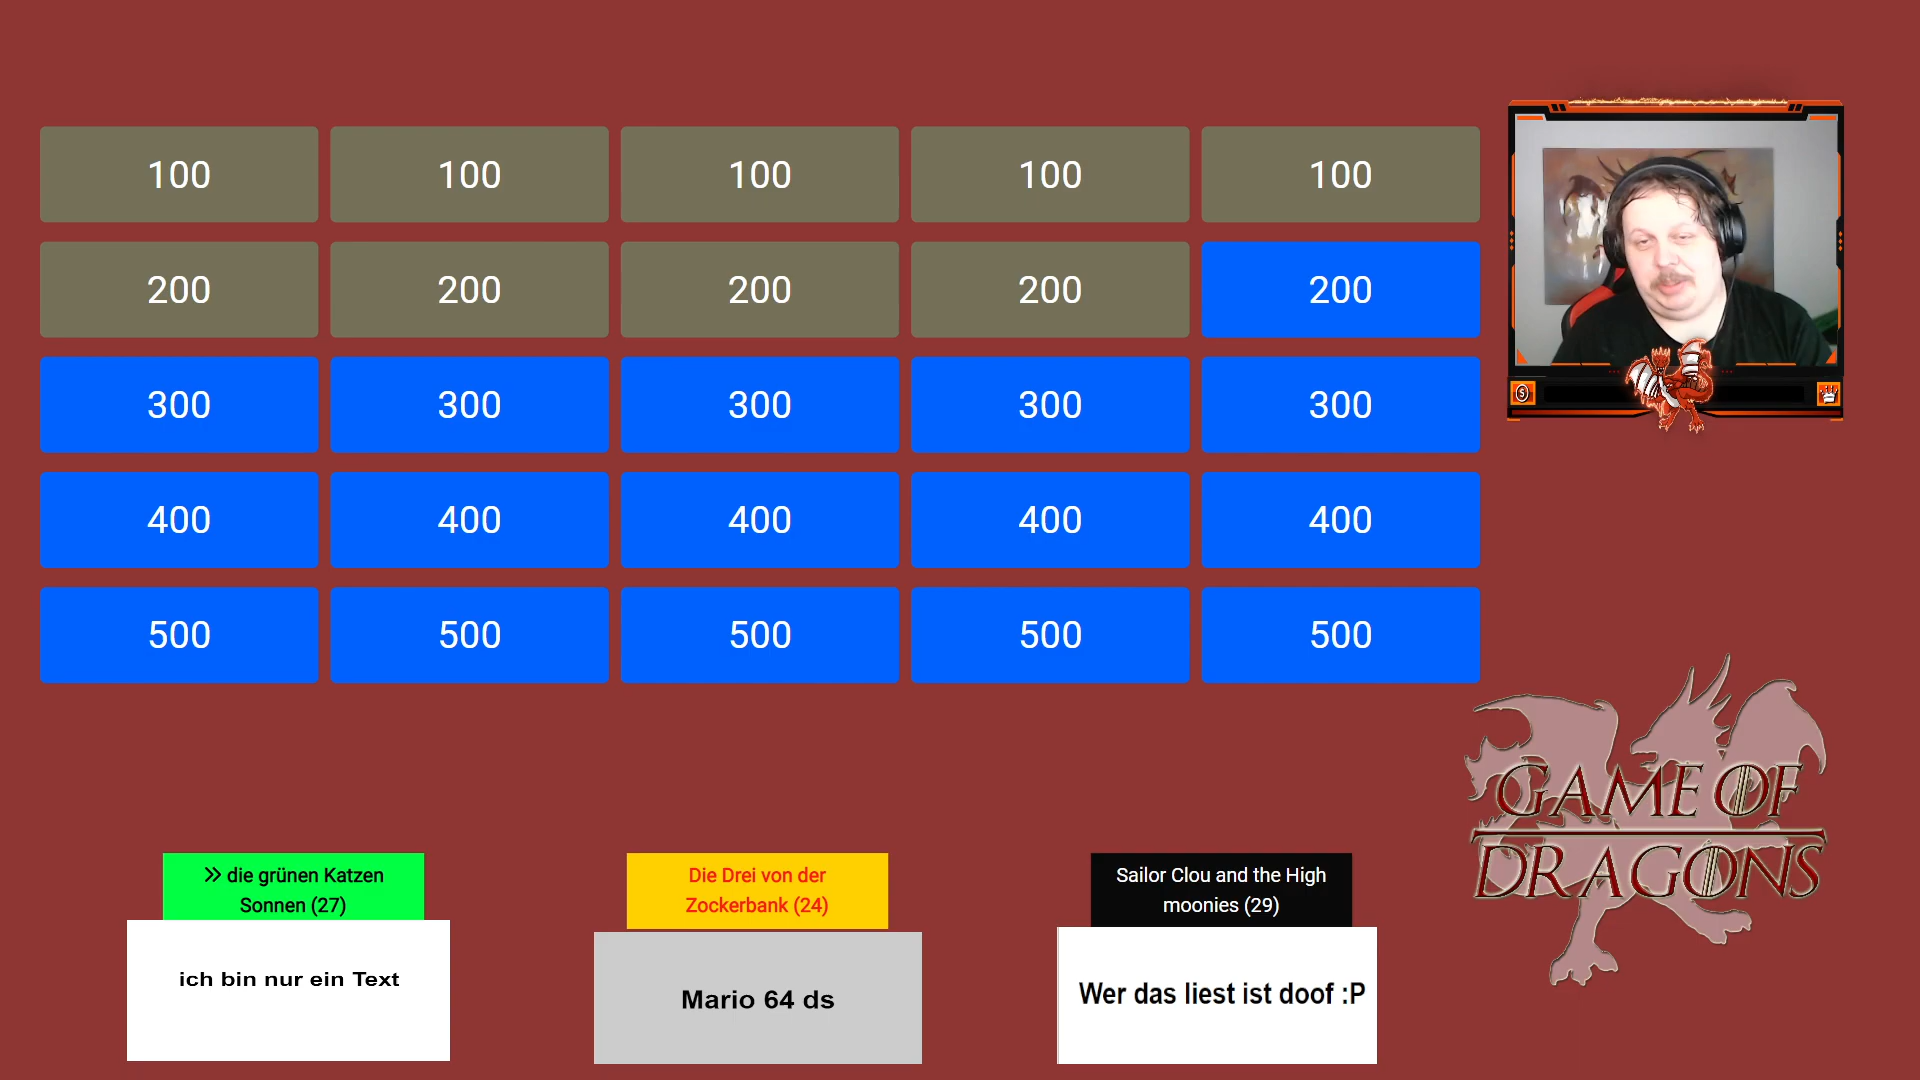 100 100 100 100 100
200 200 200 200 200
300 300 300 300 300
400 400 400 400 400
500 500 500 500 500
GAME OF
DRAGONS
» die grünen Katzen
Sonnen (27)
ich bin nur ein Text
Die Drei von der
Zockerbank (24)
Mario 64 ds
Sailor Clou and the High
moonies (29)
Wer das liest ist doof :P